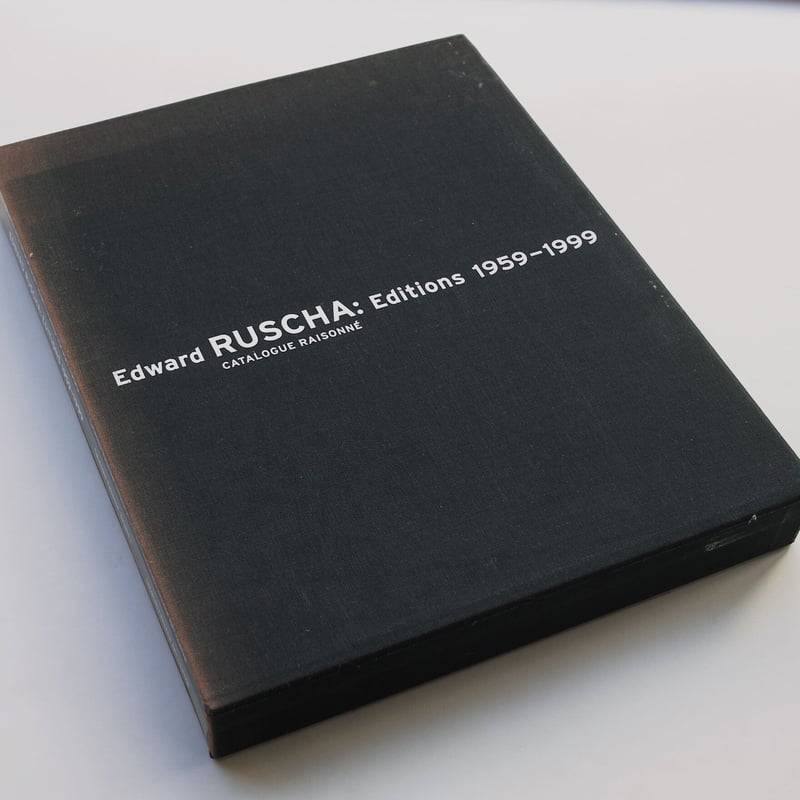 Edward RUSCHA: Editions 1959–1999
CATALOGUE RAISONNÉ